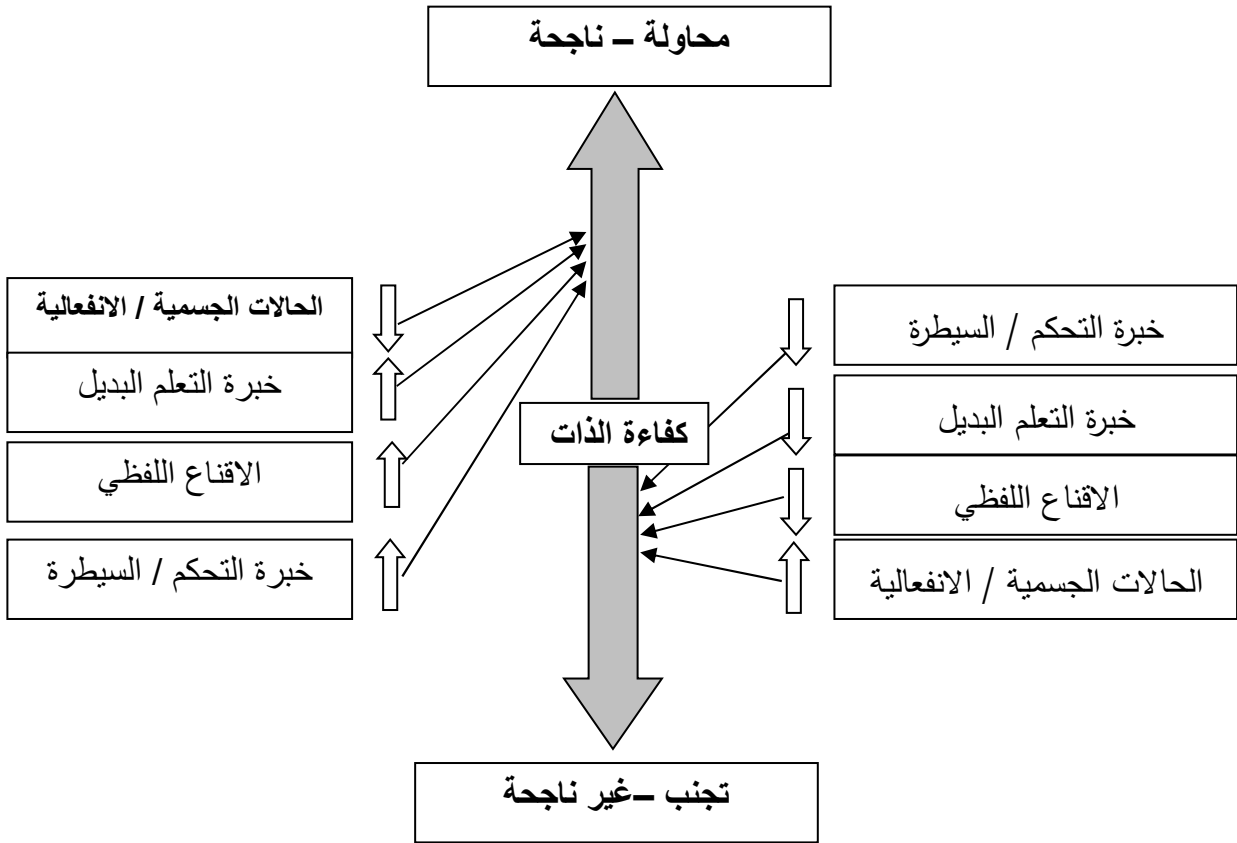 محاولة – ناجحة
خبرة التحكم / السيطرة
خبرة التعلم البديل
الاقناع اللفظي
الحالات الجسمية / الانفعالية
كفاءة الذات
الحالات الجسمية / الانفعالية
خبرة التعلم البديل
الاقناع اللفظي
خبرة التحكم / السيطرة
تجنب –غير ناجحة